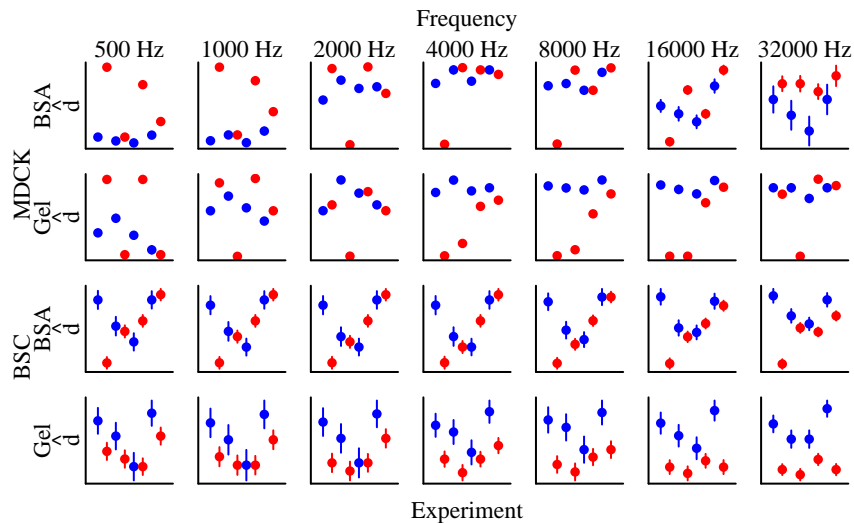 Frequency
500 Hz 1000 Hz 2000 Hz 4000 Hz 8000 Hz 16000 Hz 32000 Hz
MDCK
BSA
<d
Gel
<d
BSC
BSA
<d
Gel
<d
Experiment